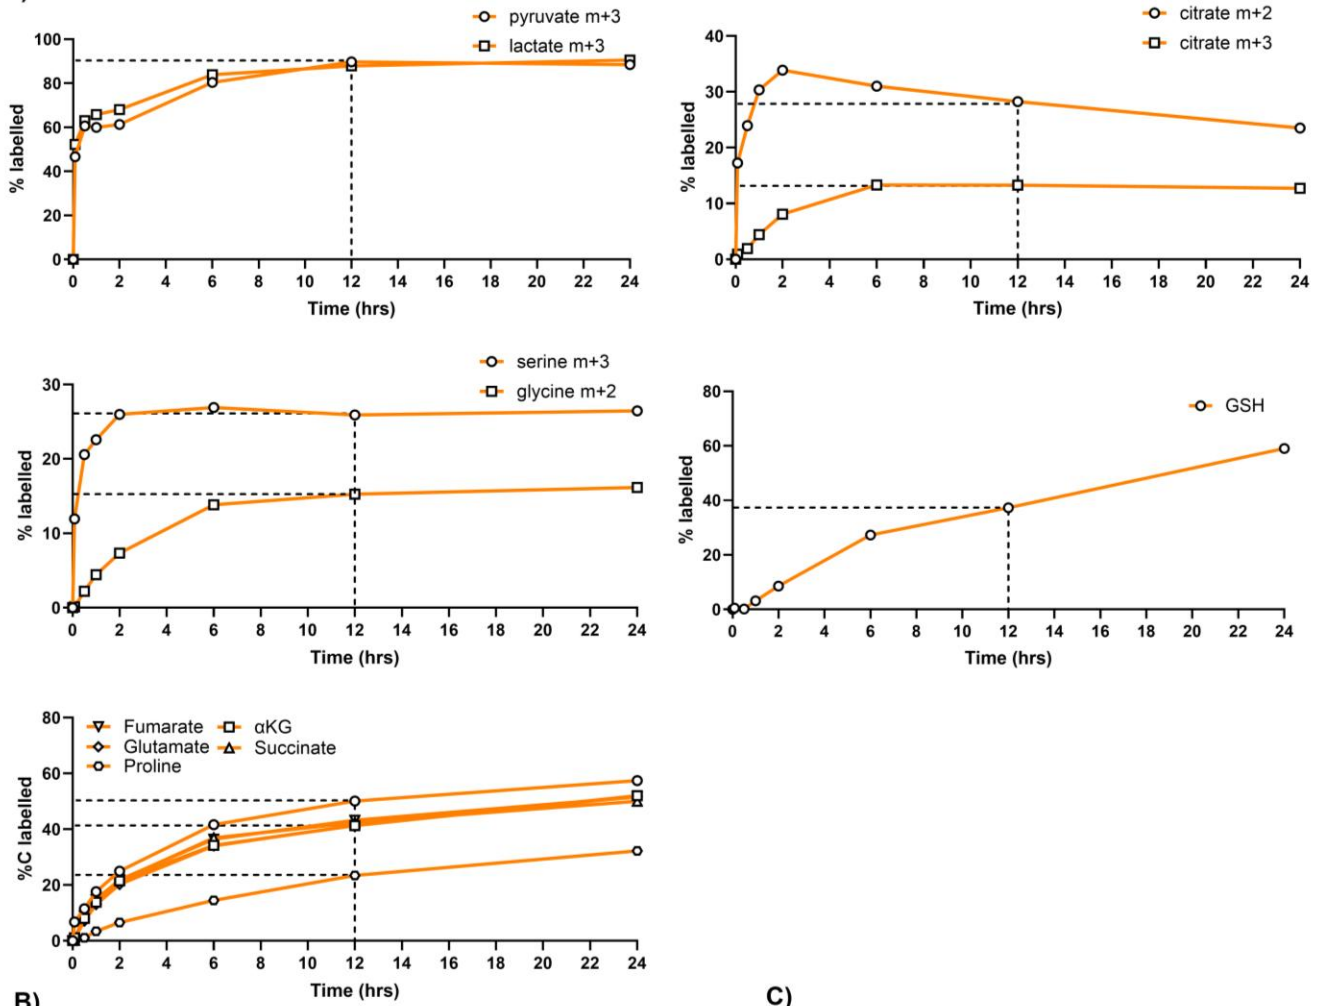 pyruvate m+3
lactate m+3
100
80
60
40
20
0
% labelled
0 2 4 6 8 10 12 14 16 18 20 22 24
Time (hrs)
citrate m+2
citrate m+3
40
30
20
10
0
% labelled
0 2 4 6 8 10 12 14 16 18 20 22 24
Time (hrs)
serine m+3
glycine m+2
30
20
10
0
% labelled
0 2 4 6 8 10 12 14 16 18 20 22 24
Time (hrs)
GSH
80
60
40
20
0
% labelled
0 2 4 6 8 10 12 14 16 18 20 22 24
Time (hrs)
Fumarate αKG
Glutamate Succinate
Proline
80
60
40
20
0
%C labelled
0 2 4 6 8 10 12 14 16 18 20 22 24
Time (hrs)
B)
C)